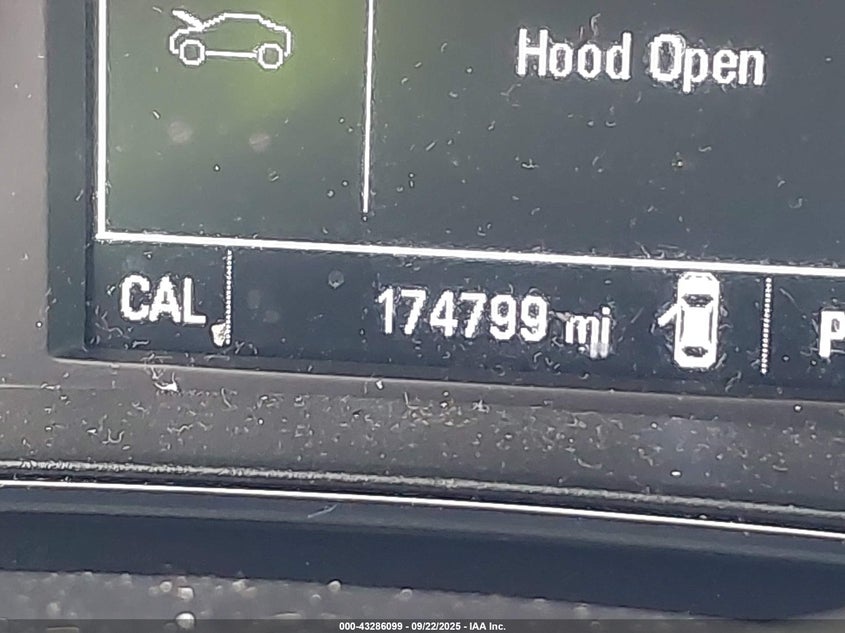 Hood Open
CAL
174799 mi
P
000-43286099 - 09/22/2025 - IAA Inc.